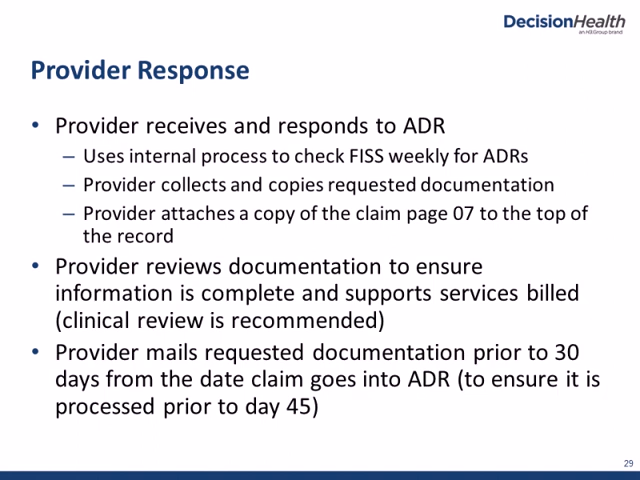 DecisionHealth
an H3.Group brand
Provider Response
• Provider receives and responds to ADR
– Uses internal process to check FISS weekly for ADRs
– Provider collects and copies requested documentation
– Provider attaches a copy of the claim page 07 to the top of
the record
• Provider reviews documentation to ensure
information is complete and supports services billed
(clinical review is recommended)
• Provider mails requested documentation prior to 30
days from the date claim goes into ADR (to ensure it is
processed prior to day 45)
29